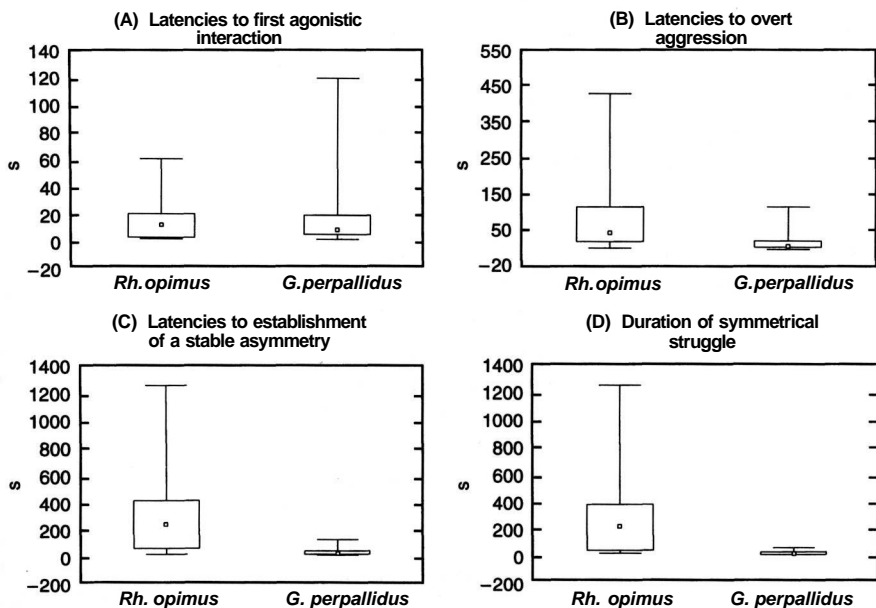 (A) Latencies to first agonistic
interaction
140
120
100
80
60
40
20
0
−20
s
Rh. opimus G. perpallidus
(B) Latencies to overt
aggression
550
450
350
250
150
50
−20
s
Rh. opimus G. perpallidus
(C) Latencies to establishment
of a stable asymmetry
1400
1200
1000
800
600
400
200
0
−200
s
Rh. opimus G. perpallidus
(D) Duration of symmetrical
struggle
1400
1200
1000
800
600
400
200
0
−200
s
Rh. opimus G. perpallidus